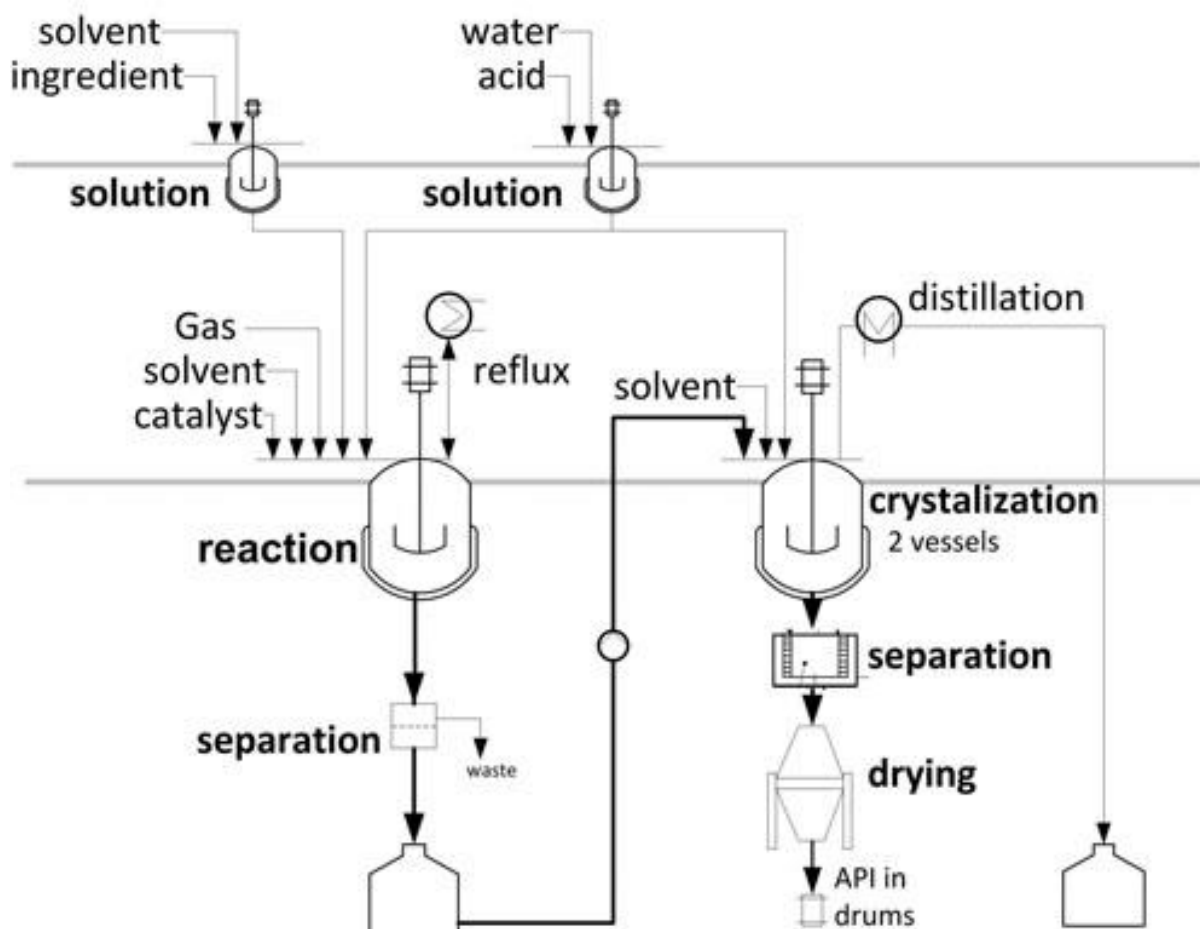 solvent
ingredient
water
acid
solution
solution
Gas
solvent
catalyst
reflux
solvent
distillation
reaction
crystalization
2 vessels
separation
waste
separation
drying
API in
drums